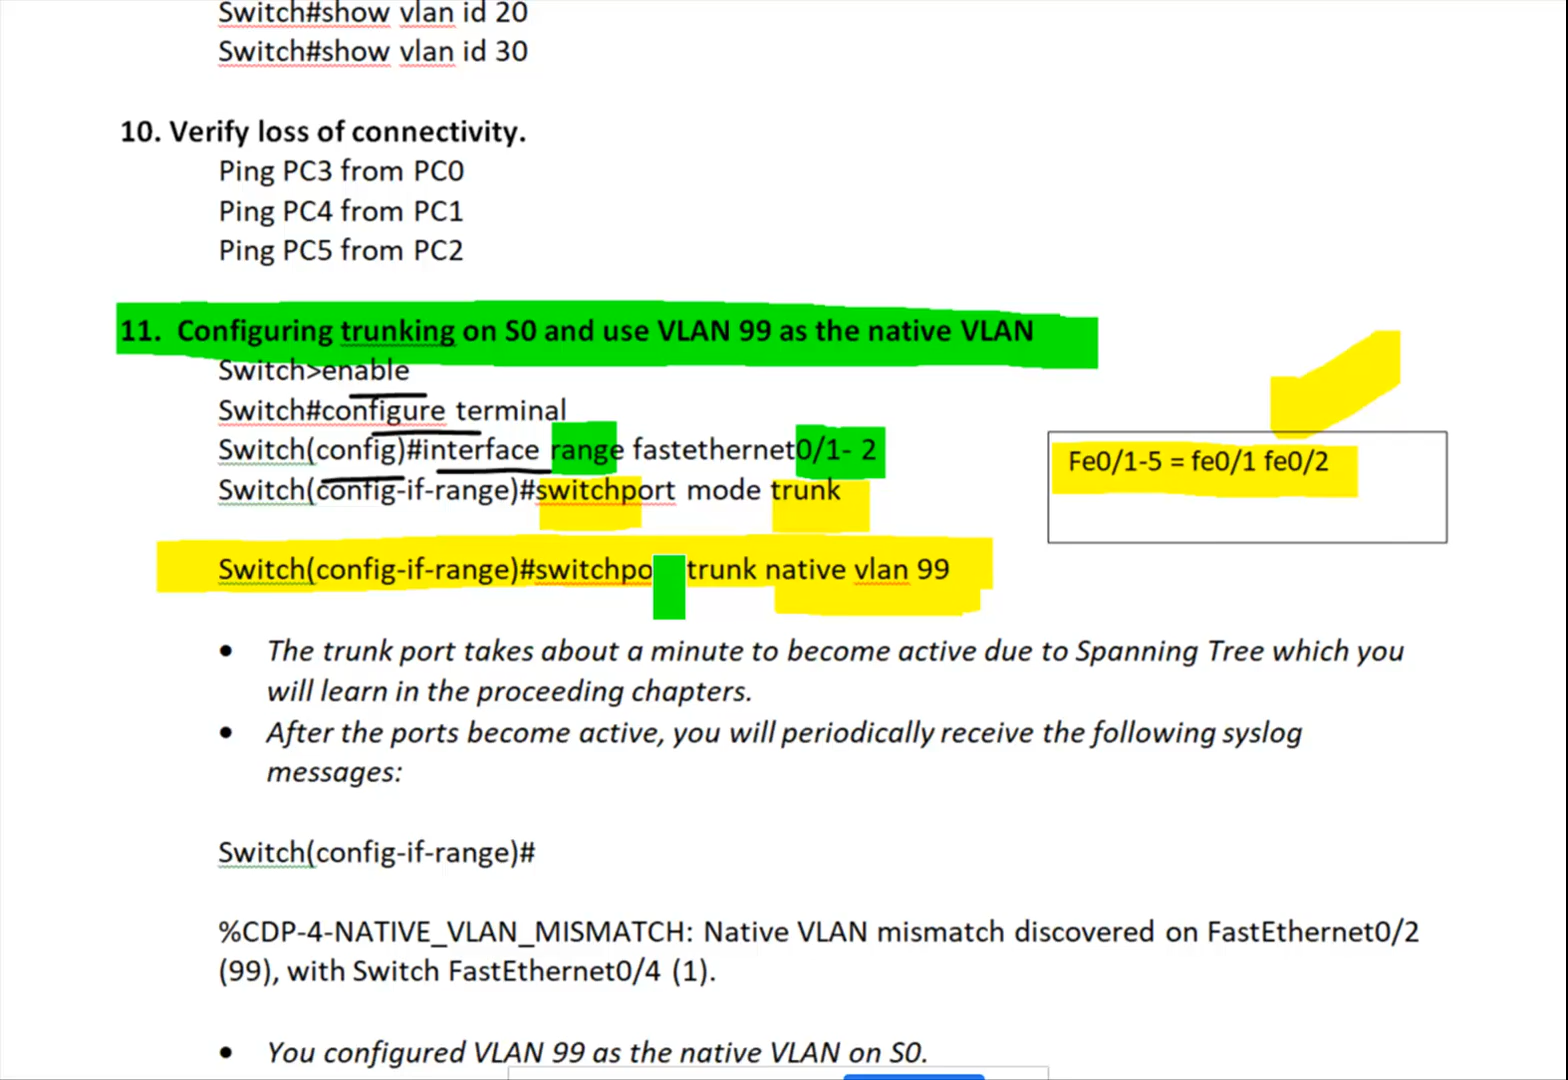 Switch#show vlan id 20
Switch#show vlan id 30
10. Verify loss of connectivity.
Ping PC3 from PC0
Ping PC4 from PC1
Ping PC5 from PC2
11. Configuring trunking on S0 and use VLAN 99 as the native VLAN
Switch>enable
Switch#configure terminal
Switch(config)#interface range fastethernet0/1- 2
Fe0/1-5 = fe0/1 fe0/2
Switch(config-if-range)#switchport mode trunk
Switch(config-if-range)#switchpo trunk native vlan 99
• The trunk port takes about a minute to become active due to Spanning Tree which you
will learn in the proceeding chapters.
• After the ports become active, you will periodically receive the following syslog
messages:
Switch(config-if-range)#
%CDP-4-NATIVE_VLAN_MISMATCH: Native VLAN mismatch discovered on FastEthernet0/2
(99), with Switch FastEthernet0/4 (1).
• You configured VLAN 99 as the native VLAN on S0.